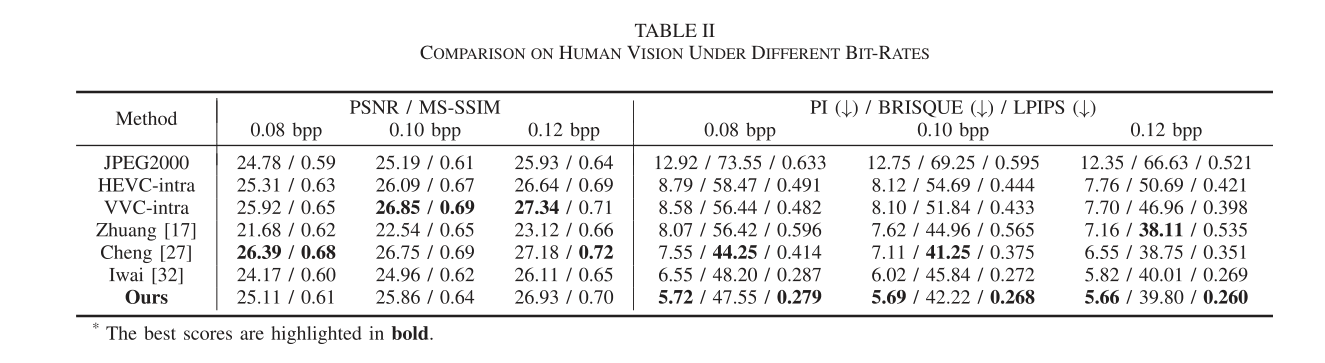 TABLE II
COMPARISON ON HUMAN VISION UNDER DIFFERENT BIT-RATES
Method PSNR / MS-SSIM PI (↓) / BRISQUE (↓) / LPIPS (↓)
0.08 bpp 0.10 bpp 0.12 bpp 0.08 bpp 0.10 bpp 0.12 bpp
JPEG2000 24.78 / 0.59 25.19 / 0.61 25.93 / 0.64 12.92 / 73.55 / 0.633 12.75 / 69.25 / 0.595 12.35 / 66.63 / 0.521
HEVC-intra 25.31 / 0.63 26.09 / 0.67 26.64 / 0.69 8.79 / 58.47 / 0.491 8.12 / 54.69 / 0.444 7.76 / 50.69 / 0.421
VVC-intra 25.92 / 0.65 26.85 / 0.69 27.34 / 0.71 8.58 / 56.44 / 0.482 8.10 / 51.84 / 0.433 7.70 / 46.96 / 0.398
Zhuang [17] 21.68 / 0.62 22.54 / 0.65 23.12 / 0.66 8.07 / 56.42 / 0.596 7.62 / 44.96 / 0.565 7.16 / 38.11 / 0.535
Cheng [27] 26.39 / 0.68 26.75 / 0.69 27.18 / 0.72 7.55 / 44.25 / 0.414 7.11 / 41.25 / 0.375 6.55 / 38.75 / 0.351
Iwai [32] 24.17 / 0.60 24.96 / 0.62 26.11 / 0.65 6.55 / 48.20 / 0.287 6.02 / 45.84 / 0.272 5.82 / 40.01 / 0.269
Ours 25.11 / 0.61 25.86 / 0.64 26.93 / 0.70 5.72 / 47.55 / 0.279 5.69 / 42.22 / 0.268 5.66 / 39.80 / 0.260
* The best scores are highlighted in bold.